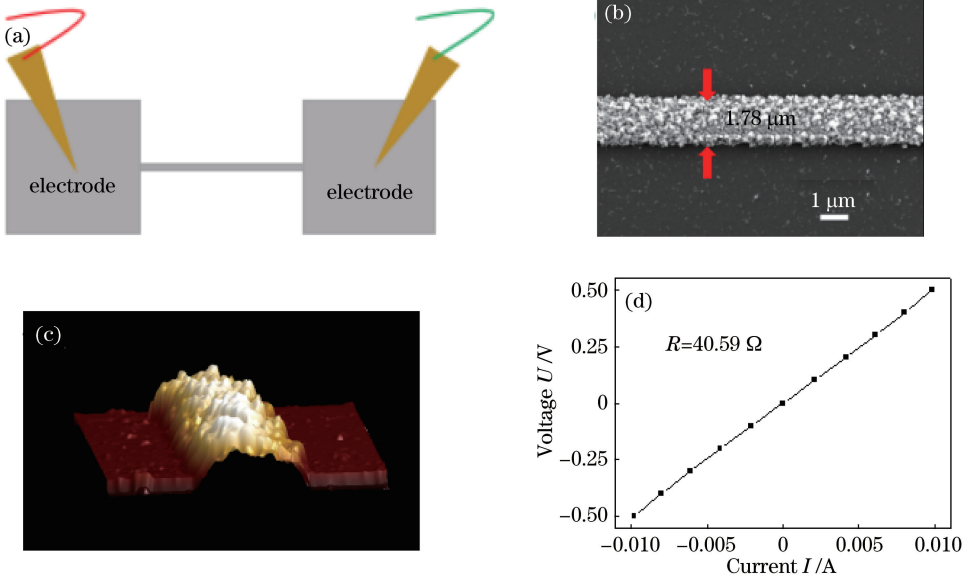 (a)
electrode
electrode
(b)
1.78 μm
1 μm
(c)
(d)
R=40.59 Ω
Voltage U /V
0.50
0.25
0
−0.25
−0.50
−0.010
−0.005
0
0.005
0.010
Current I /A